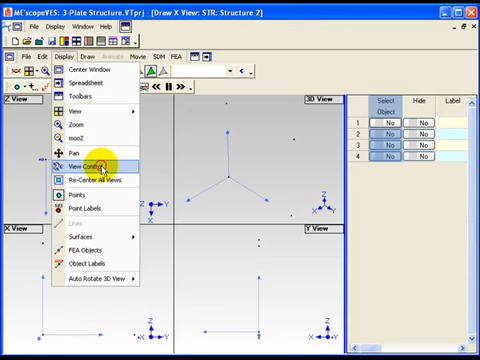 ME'scopeVES: 3-Plate Structure.VTprj - [Draw X View: STR: Structure 2]
File Display Window Help
File Edit Display Draw Animate Movie SDM FEA
Center Window
Spreadsheet
Toolbars
View
Zoom
mooZ
Pan
View Control
Re-Center All Views
Points
Point Labels
Lines
Surfaces
FEA Objects
Object Labels
Auto Rotate 3D View
Z View
3D View
X View
Y View
Select Object Hide Label
1 No No
2 No No
3 No No
4 No No
Y
X
Z
X Y
Z
Y
Z
X